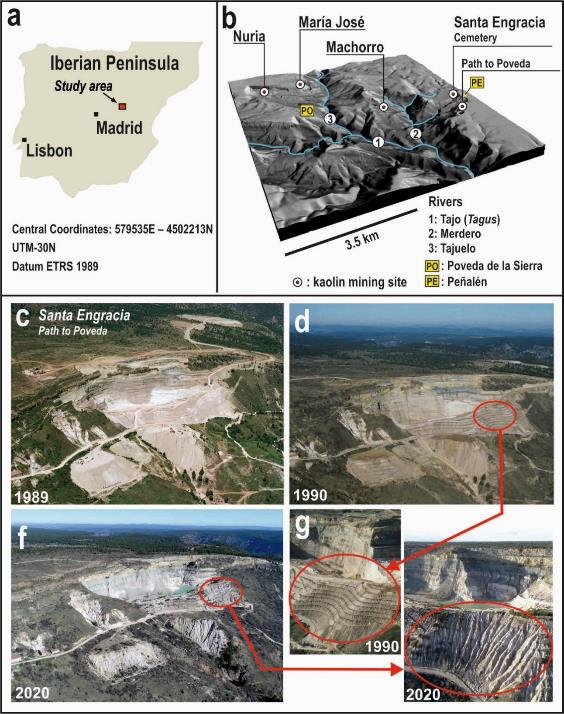 a
Iberian Peninsula
Study area
Madrid
Lisbon
Central Coordinates: 579535E – 4502213N
UTM-30N
Datum ETRS 1989
b
María José
Nuria
Machorro
Santa Engracia
Cemetery
Path to Poveda
PE
PO
3
1
2
3.5 km
Rivers
1: Tajo (Tagus)
2: Merdero
3: Tajuelo
PO : Poveda de la Sierra
PE : Peñalén
: kaolin mining site
c Santa Engracia
Path to Poveda
1989
d
1990
f
2020
g
1990
2020